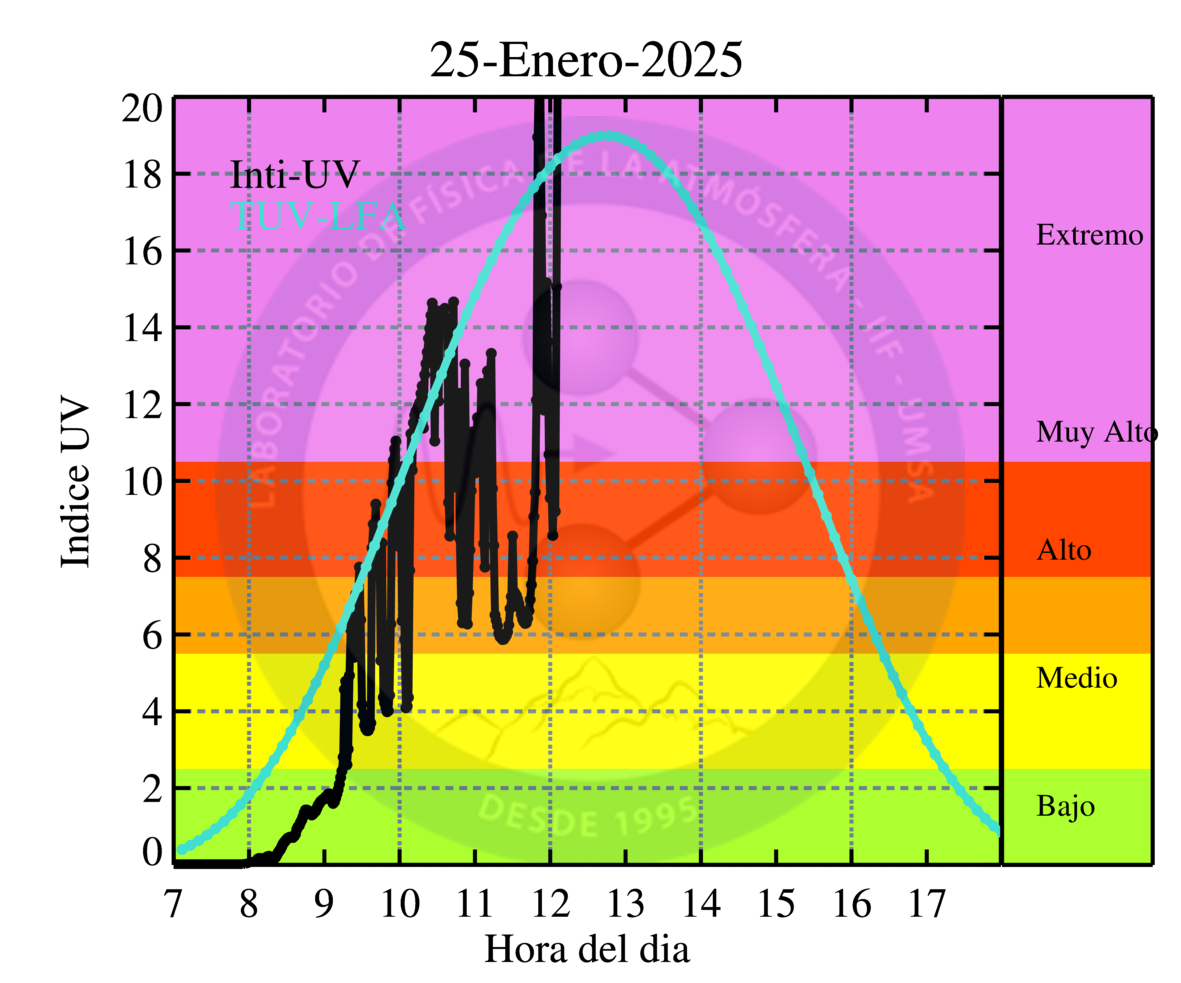 25-Enero-2025
Inti-UV
TUV-LFA
LABORATORIO DE FÍSICA DE LA ATMÓSFERA - IIF - UMSA
DESDE 1995
Indice UV
20
18
16
14
12
10
8
6
4
2
0
Extremo
Muy Alto
Alto
Medio
Bajo
7 8 9 10 11 12 13 14 15 16 17
Hora del dia